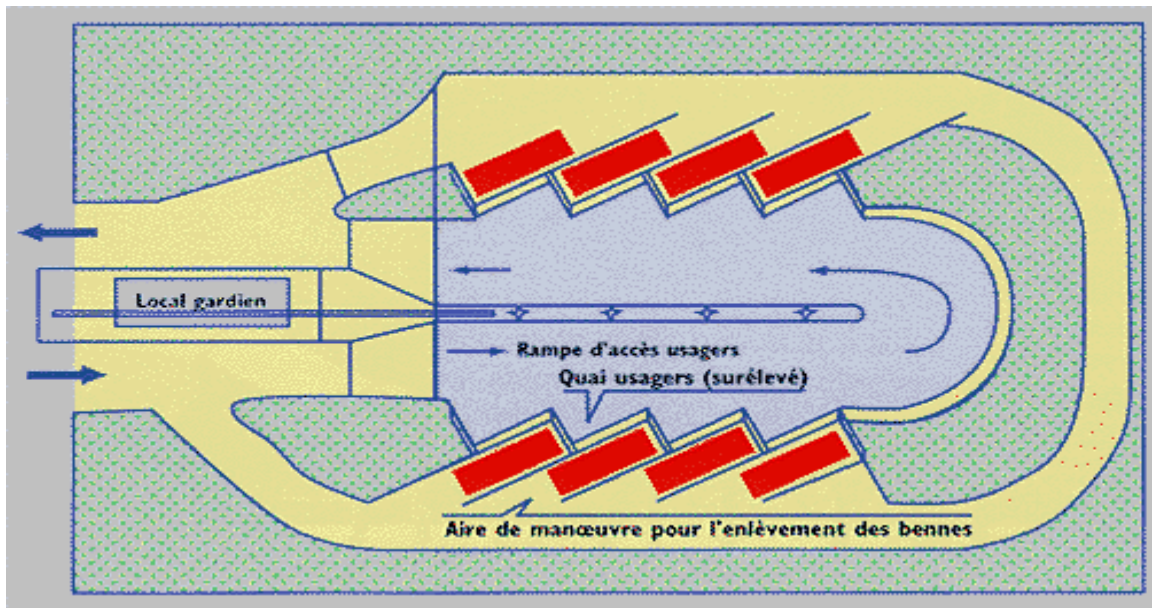 Local gardien
Rampe d'accès usagers
Quai usagers (surélevé)
Aire de manœuvre pour l'enlèvement des bennes